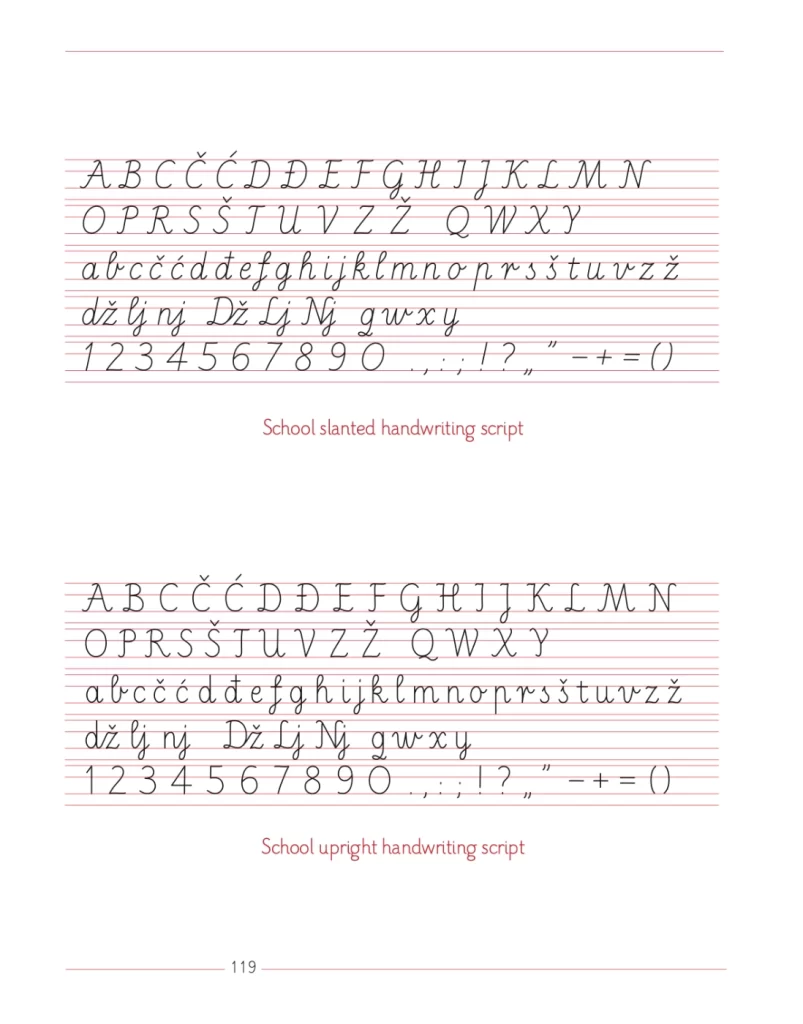 A B C Č Ć D Đ E F G H I J K L M N
O P R S Š T U V Z Ž Q W X Y
a b c č ć d đ e f g h i j k l m n o p r s š t u v z ž
dž lj nj Dž Lj Nj q w x y
1 2 3 4 5 6 7 8 9 0 . , : ; ! ? „ ” – + = ( )
School slanted handwriting script
A B C Č Ć D Đ E F G H I J K L M N
O P R S Š T U V Z Ž Q W X Y
a b c č ć d đ e f g h i j k l m n o p r s š t u v z ž
dž lj nj Dž Lj Nj q w x y
1 2 3 4 5 6 7 8 9 0 . , : ; ! ? „ ” – + = ( )
School upright handwriting script
119